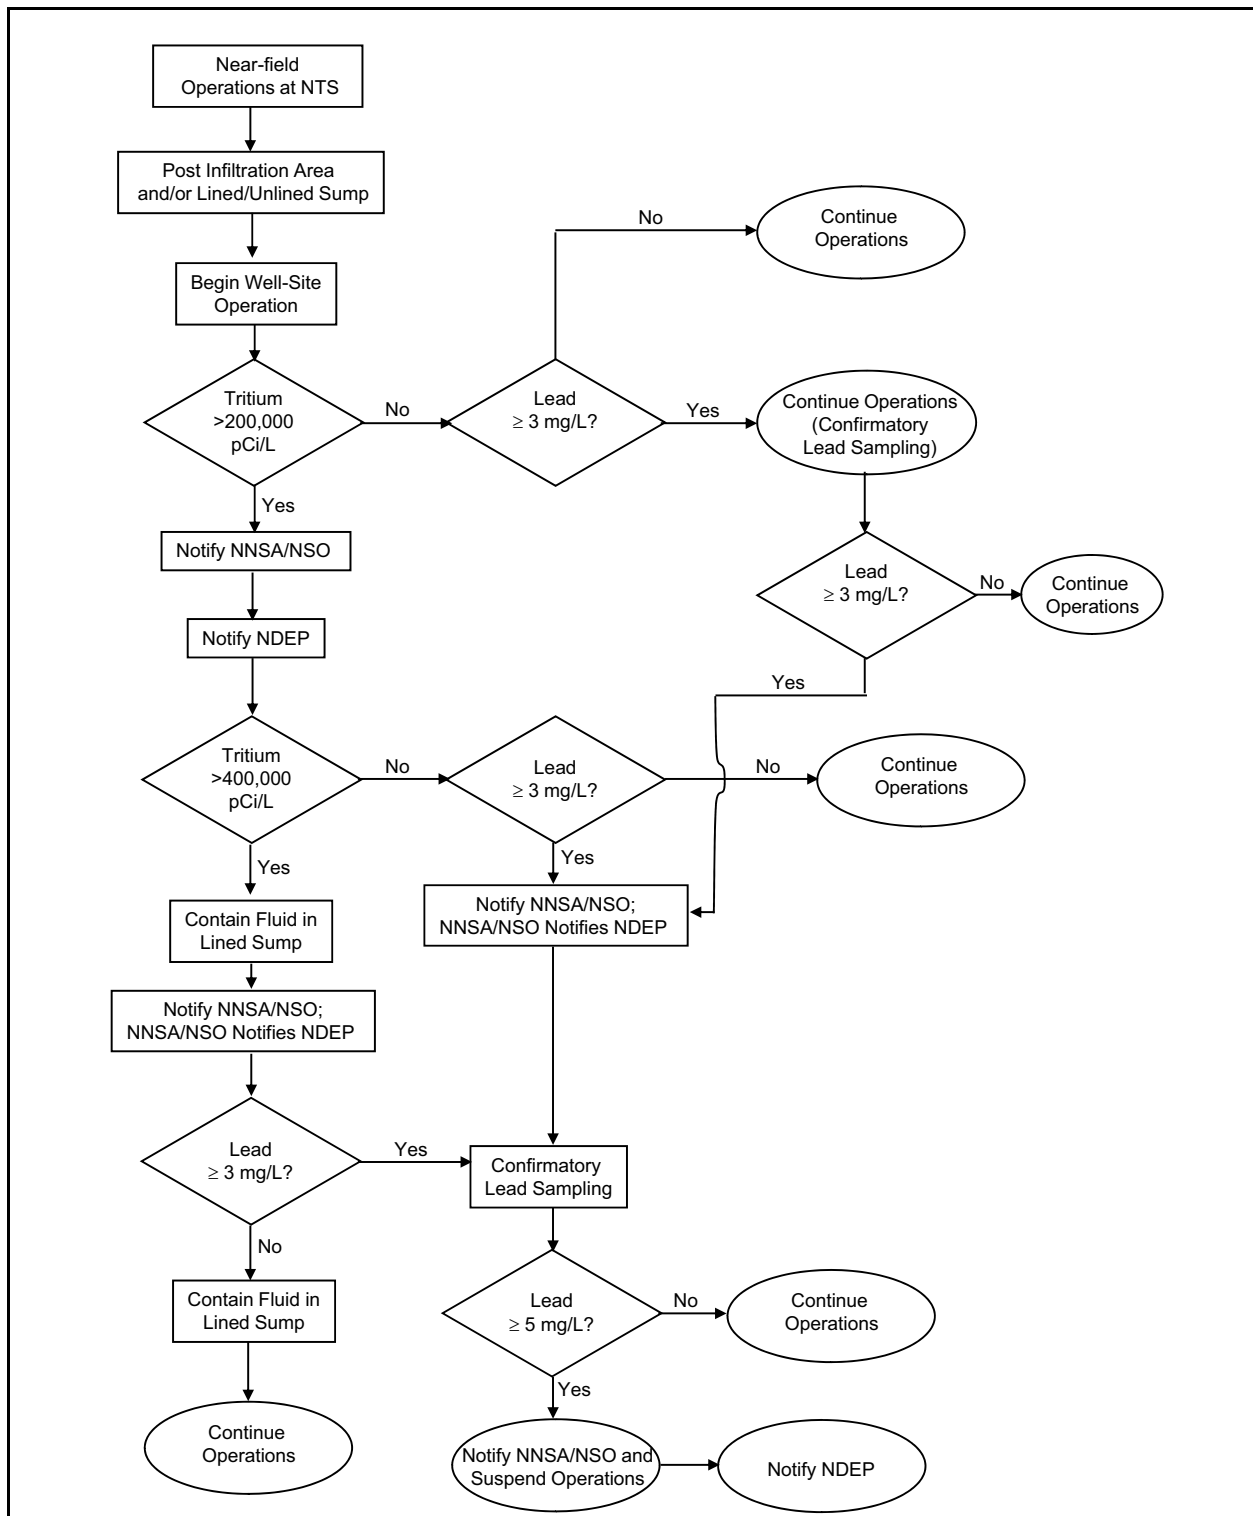 Near-field
Operations at NTS
Post Infiltration Area
and/or Lined/Unlined Sump
Begin Well-Site
Operation
Tritium
>200,000
pCi/L
No
Lead
≥ 3 mg/L?
No
Continue
Operations
Yes
Continue Operations
(Confirmatory
Lead Sampling)
Lead
≥ 3 mg/L?
No
Continue
Operations
Yes
Yes
Notify NNSA/NSO
Notify NDEP
Tritium
>400,000
pCi/L
No
Lead
≥ 3 mg/L?
No
Continue
Operations
Yes
Notify NNSA/NSO;
NNSA/NSO Notifies NDEP
Yes
Contain Fluid in
Lined Sump
Notify NNSA/NSO;
NNSA/NSO Notifies NDEP
Lead
≥ 3 mg/L?
Yes
Confirmatory
Lead Sampling
No
Contain Fluid in
Lined Sump
Continue
Operations
Lead
≥ 5 mg/L?
No
Continue
Operations
Yes
Notify NNSA/NSO and
Suspend Operations
Notify NDEP